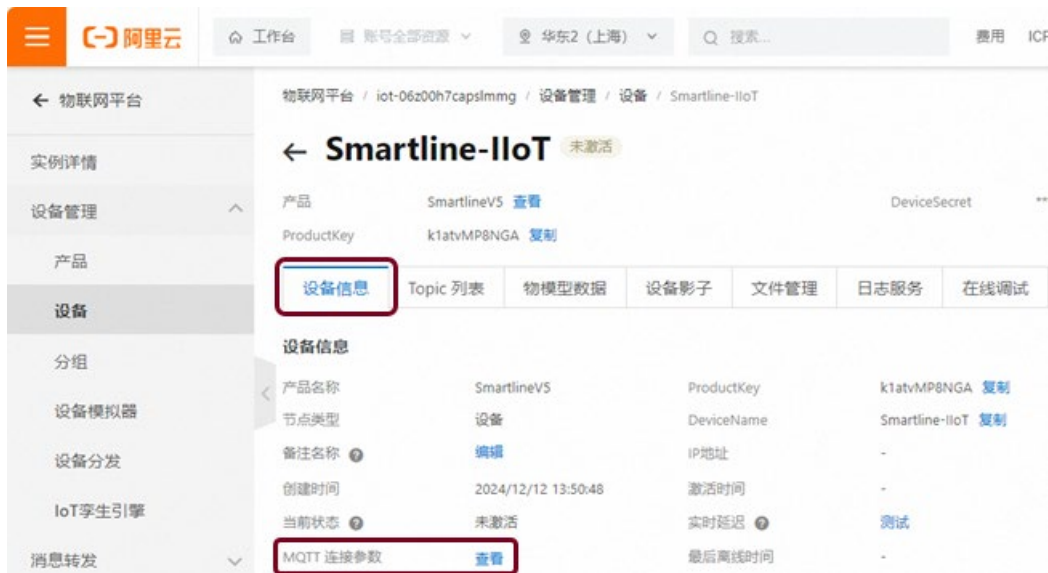 阿里云 工作台 账号全部资源 华东2（上海） 搜索... 费用 ICP
物联网平台
物联网平台 / iot-06z00h7capslmmg / 设备管理 / 设备 / Smartline-IIoT
Smartline-IIoT 未激活
实例详情
设备管理
产品 SmartlineV5 查看 DeviceSecret **
ProductKey k1atvMP8NGA 复制
产品
设备
分组
设备模拟器
设备分发
IoT孪生引擎
消息转发
设备信息 Topic 列表 物模型数据 设备影子 文件管理 日志服务 在线调试
设备信息
产品名称 SmartlineV5 ProductKey k1atvMP8NGA 复制
节点类型 设备 DeviceName Smartline-IIoT 复制
备注名称 编辑 IP地址 -
创建时间 2024/12/12 13:50:48 激活时间 -
当前状态 未激活 实时延迟 测试
MQTT 连接参数 查看 最后离线时间 -